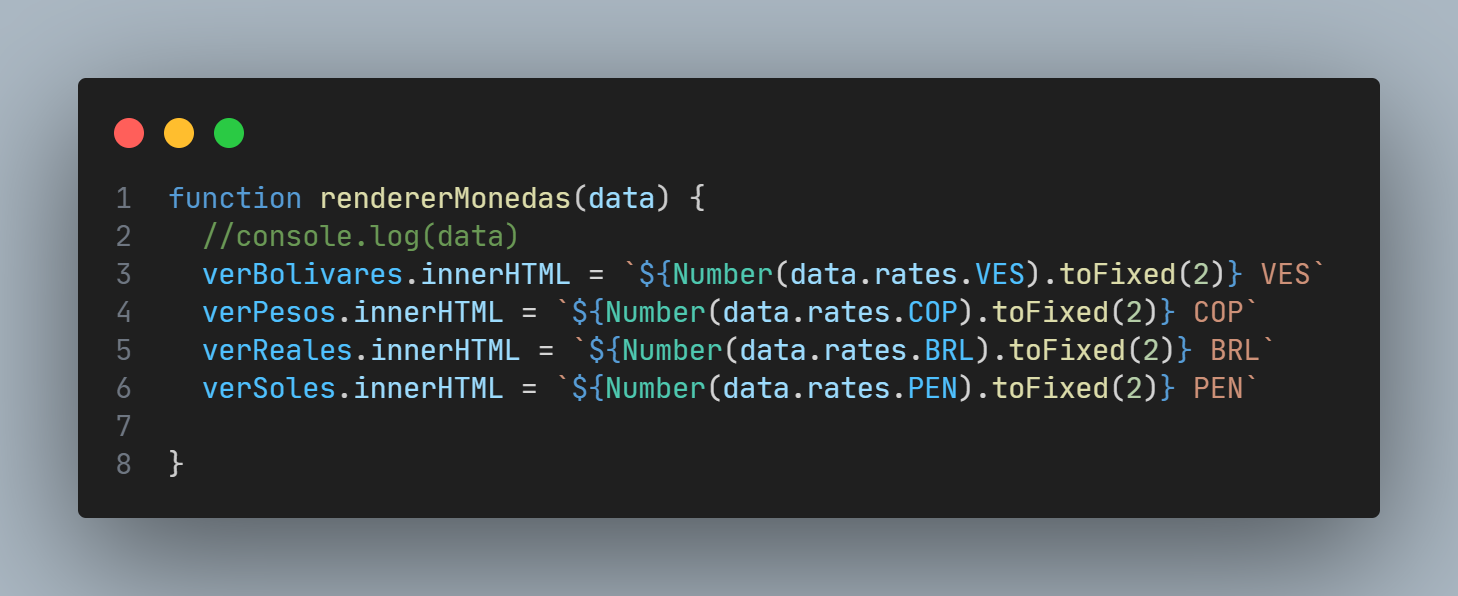 1 function rendererMonedas(data) {
2   //console.log(data)
3   verBolivares.innerHTML = `${Number(data.rates.VES).toFixed(2)} VES`
4   verPesos.innerHTML = `${Number(data.rates.COP).toFixed(2)} COP`
5   verReales.innerHTML = `${Number(data.rates.BRL).toFixed(2)} BRL`
6   verSoles.innerHTML = `${Number(data.rates.PEN).toFixed(2)} PEN`
7
8 }